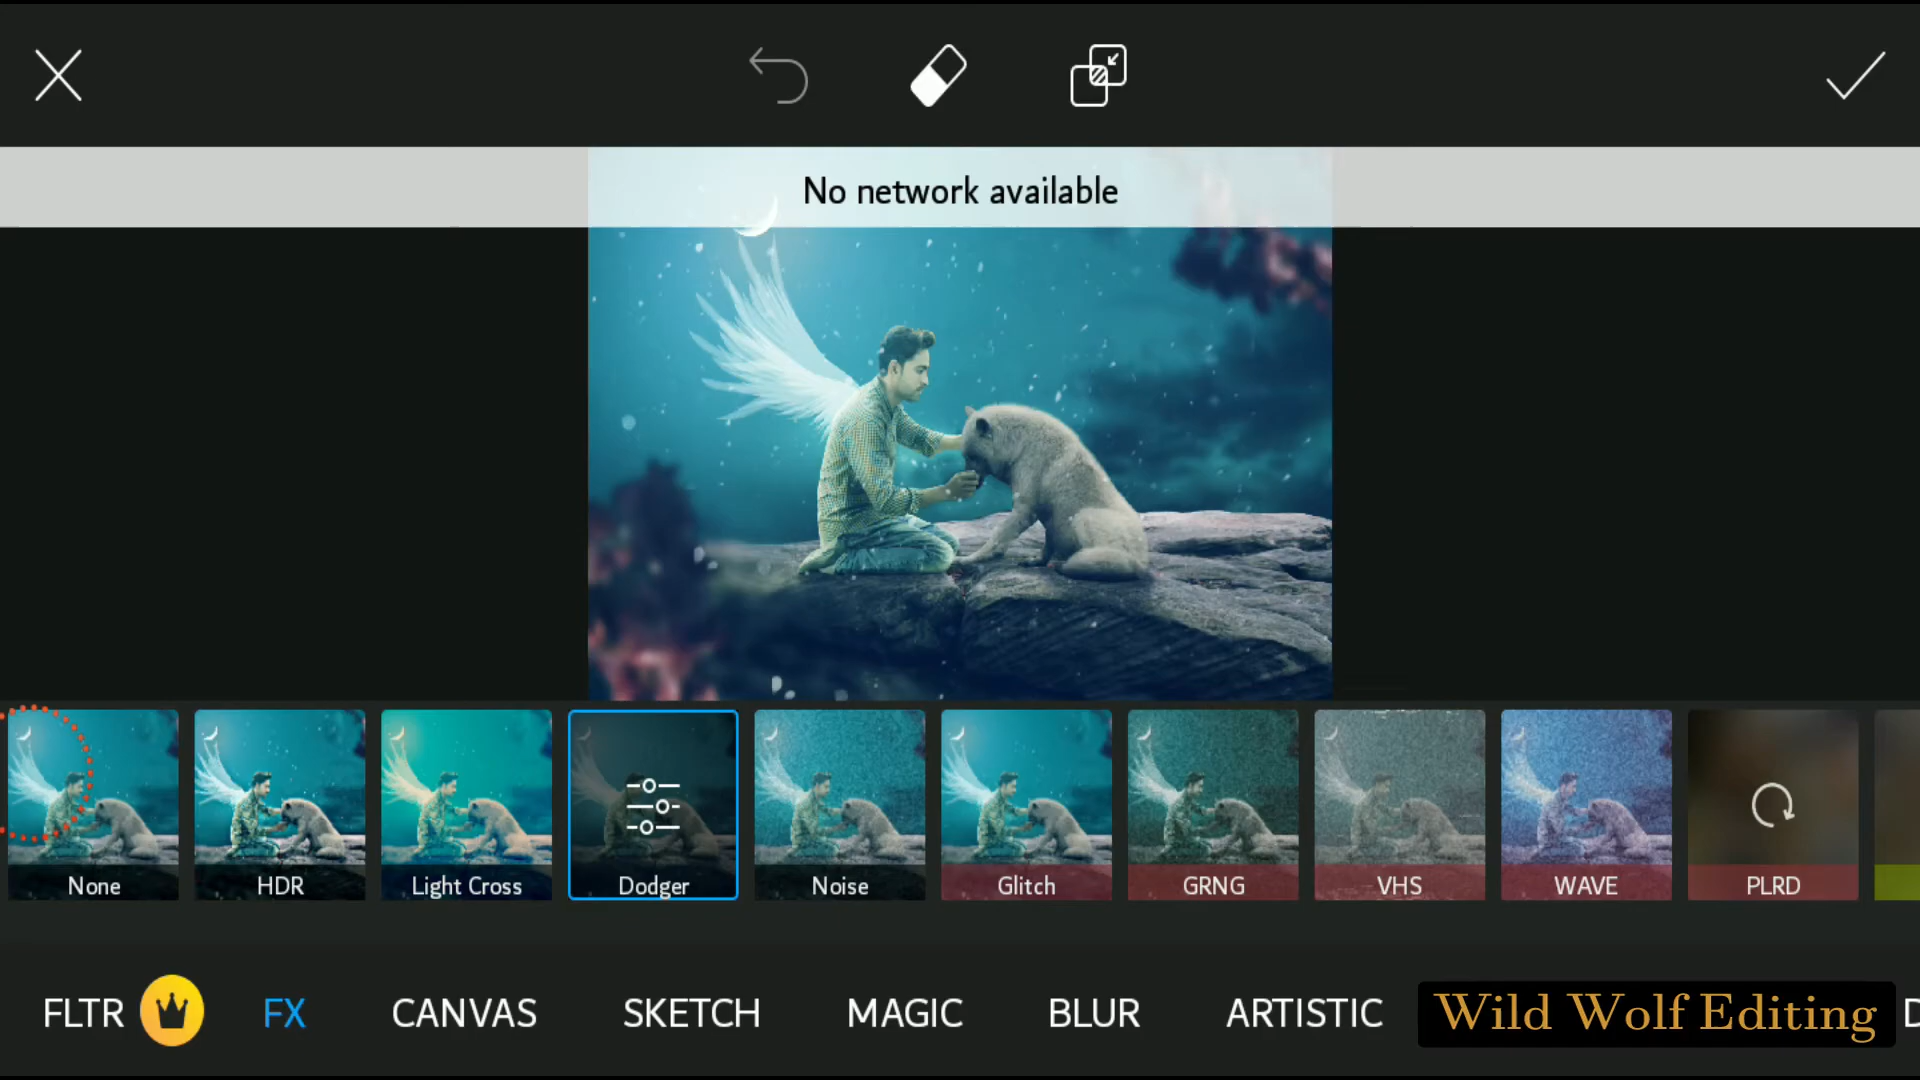 No network available
None
HDR
Light Cross
Dodger
Noise
Glitch
GRNG
VHS
WAVE
PLRD
FLTR
FX
CANVAS
SKETCH
MAGIC
BLUR
ARTISTIC
Wild Wolf Editing